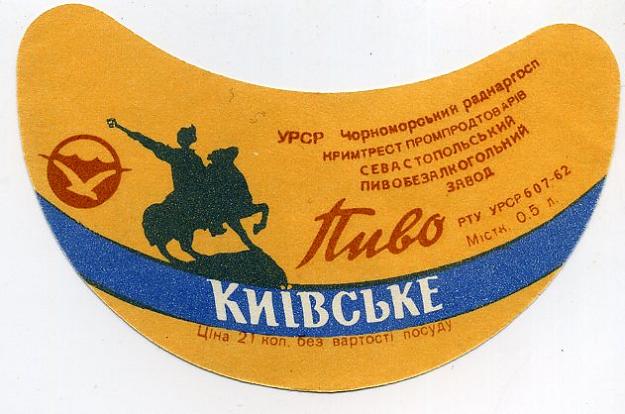 УРСР Чорноморський раднаргосп
КРИМТРЕСТ ПРОМПРОДТОВАРІВ
СЕВАСТОПОЛЬСЬКИЙ
ПИВОБЕЗАЛКОГОЛЬНИЙ
ЗАВОД
Пиво
РТУ УРСР 607-62
Містк. 0,5 л.
КИЇВСЬКЕ
Ціна 21 коп. без вартості посуду